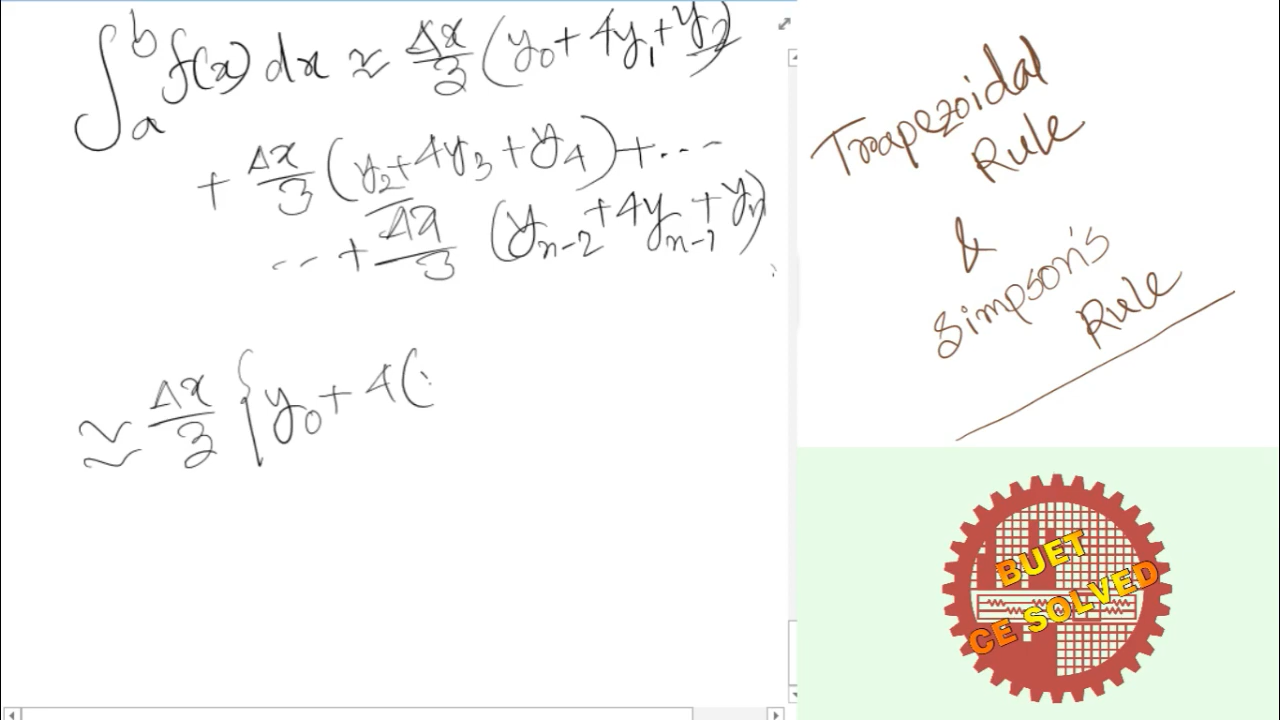 ∫ₐᵇ f(x) dx ≈ Δx/3 (y₀ + 4y₁ + y₂)
+ Δx/3 (y₂ + 4y₃ + y₄) + ...
... + Δx/3 (yₙ₋₂ + 4yₙ₋₁ + yₙ)
≈ Δx/3 {y₀ + 4(
Trapezoidal
Rule
&
Simpson's
Rule
BUET
CE SOLVED